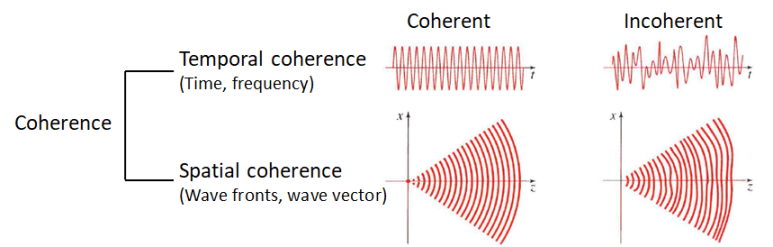 Coherent
Incoherent
Temporal coherence
(Time, frequency)
t
t
Coherence
x
x
Spatial coherence
(Wave fronts, wave vector)
z
z